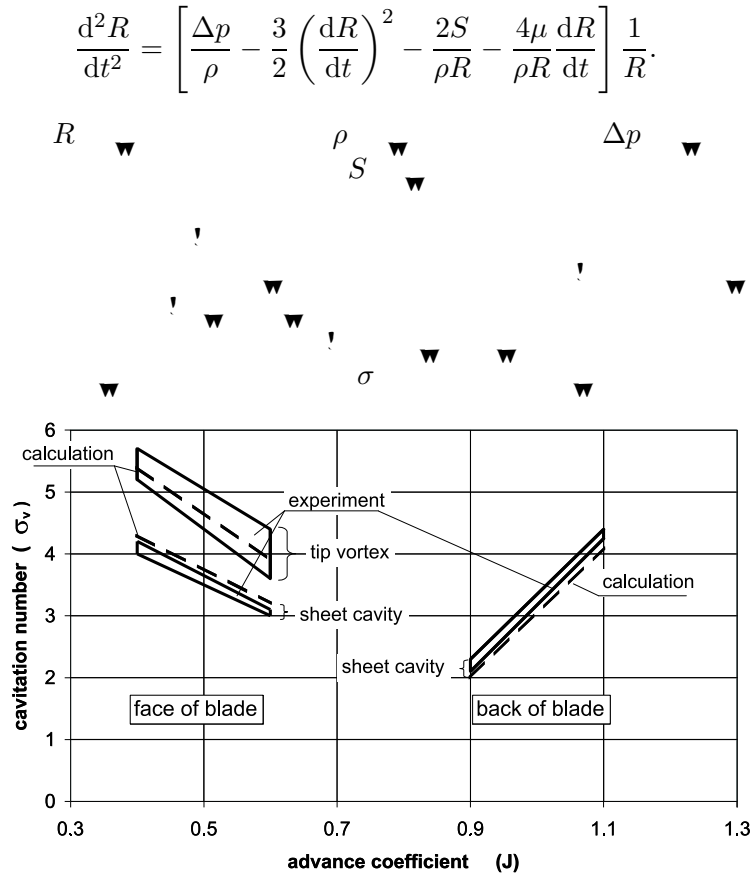 d²R/dt² = [Δp/ρ − 3/2 (dR/dt)² − 2S/ρR − 4μ/ρR dR/dt] 1/R.
R ρ Δp
S
σ
6
5
4
3
2
1
0
cavitation number ( σᵥ)
calculation
experiment
tip vortex
sheet cavity
calculation
sheet cavity
face of blade
back of blade
0.3 0.5 0.7 0.9 1.1 1.3
advance coefficient (J)